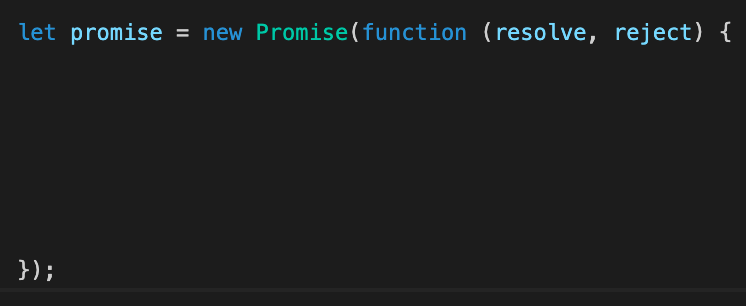 let promise = new Promise(function (resolve, reject) {
});